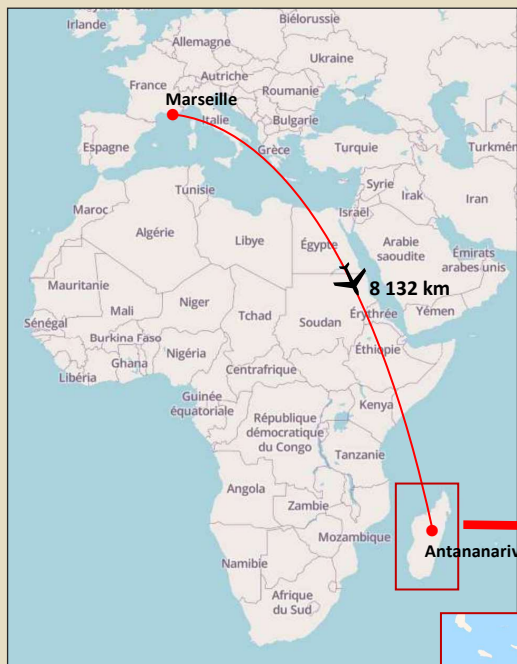 Irlande
Biélorussie
Allemagne
Ukraine
Autriche
France
Roumanie
Marseille
Italie
Bulgarie
Espagne
Grèce
Turquie
Turkmé
Tunisie
Syrie
Irak
Iran
Maroc
Israël
Algérie
Libye
Égypte
Arabie
saoudite
Émirats
arabes unis
8 132 km
Mauritanie
Mali
Niger
Tchad
Soudan
Érythrée
Yémen
Sénégal
Burkina Faso
Éthiopie
Ghana
Nigéria
Libéria
Centrafrique
Guinée
équatoriale
Kenya
République
démocratique
du Congo
Tanzanie
Angola
Zambie
Mozambique
Antananariv
Namibie
Afrique
du Sud